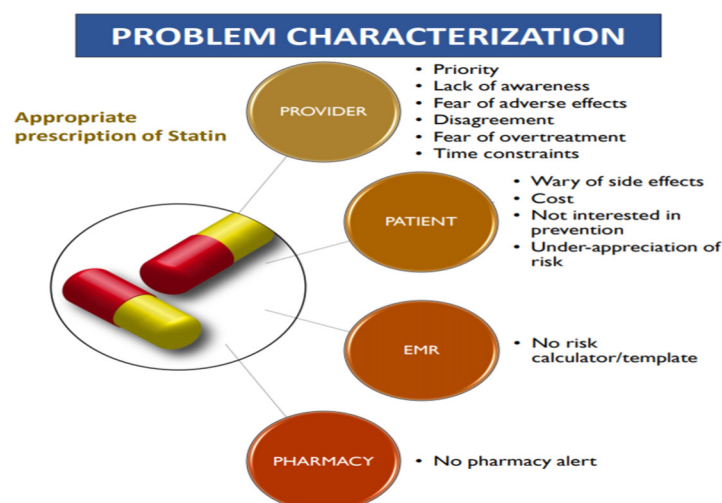 PROBLEM CHARACTERIZATION
Appropriate
prescription of Statin
PROVIDER
• Priority
• Lack of awareness
• Fear of adverse effects
• Disagreement
• Fear of overtreatment
• Time constraints
PATIENT
• Wary of side effects
• Cost
• Not interested in
prevention
• Under-appreciation of
risk
EMR
• No risk
calculator/template
PHARMACY
• No pharmacy alert